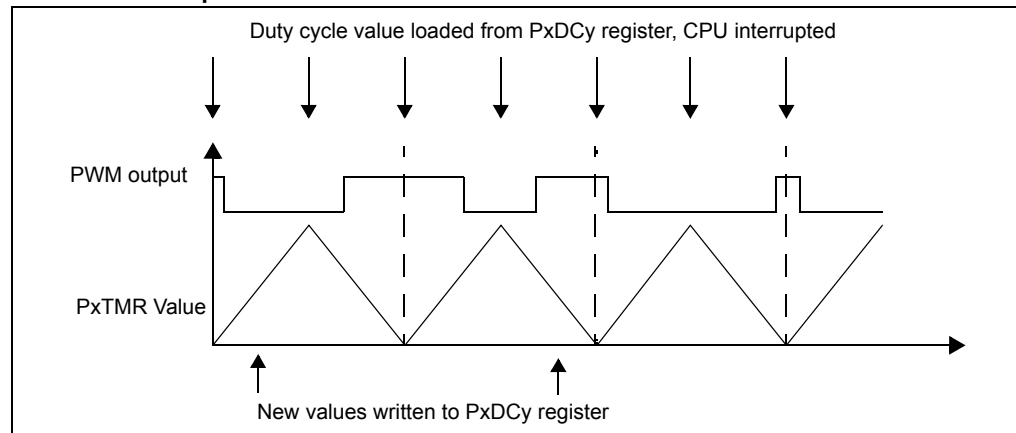 Duty cycle value loaded from PxDCy register, CPU interrupted
PWM output
PxTMR Value
New values written to PxDCy register